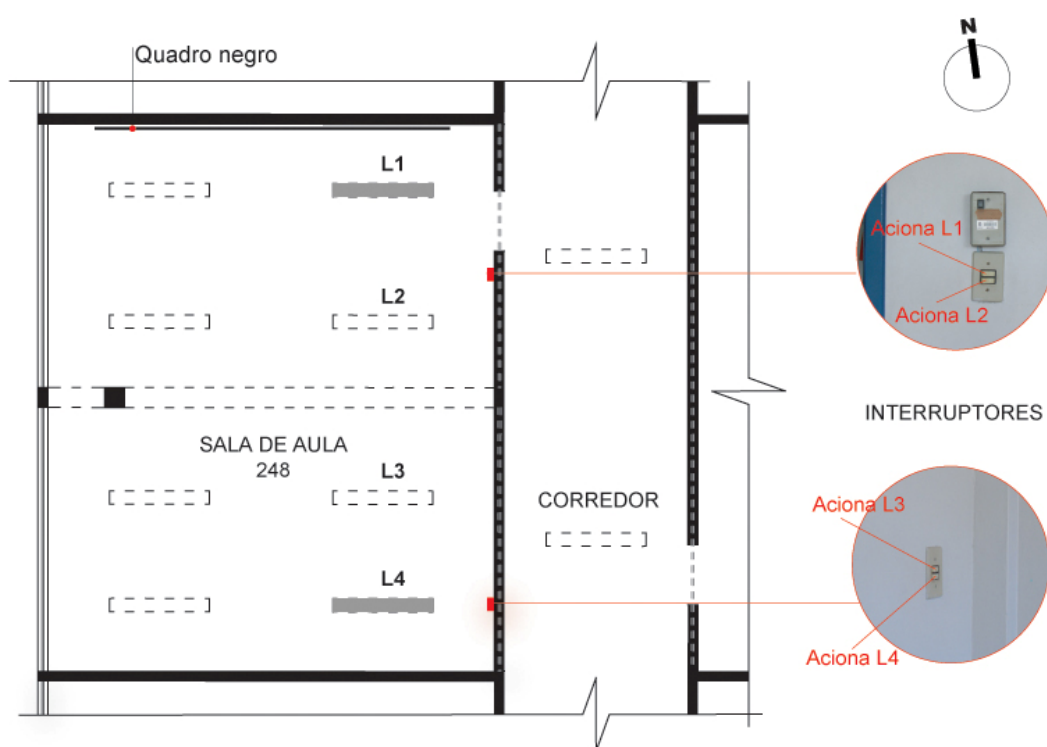 Quadro negro
N
L1
L2
SALA DE AULA
248
L3
L4
CORREDOR
Aciona L1
Aciona L2
INTERRUPTORES
Aciona L3
Aciona L4